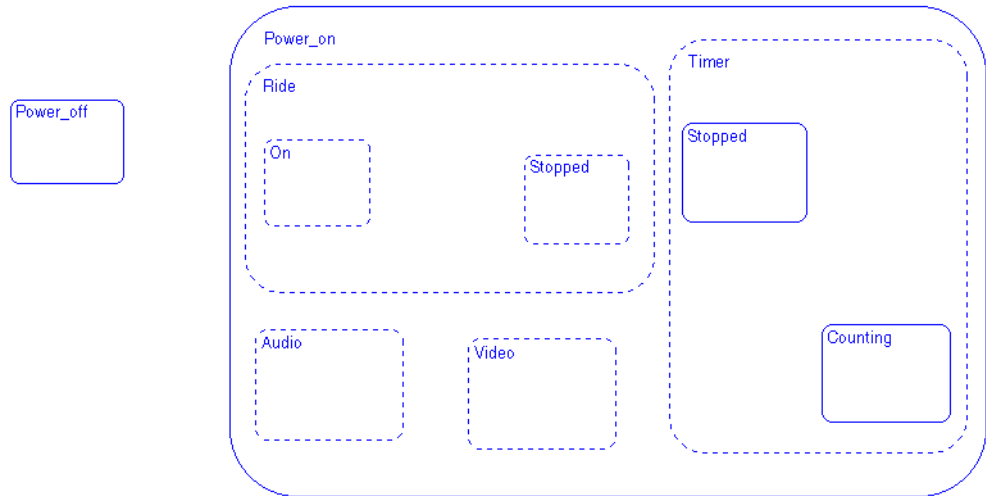 Power_on
Timer
Ride
Power_off
Stopped
On
Stopped
Counting
Audio
Video